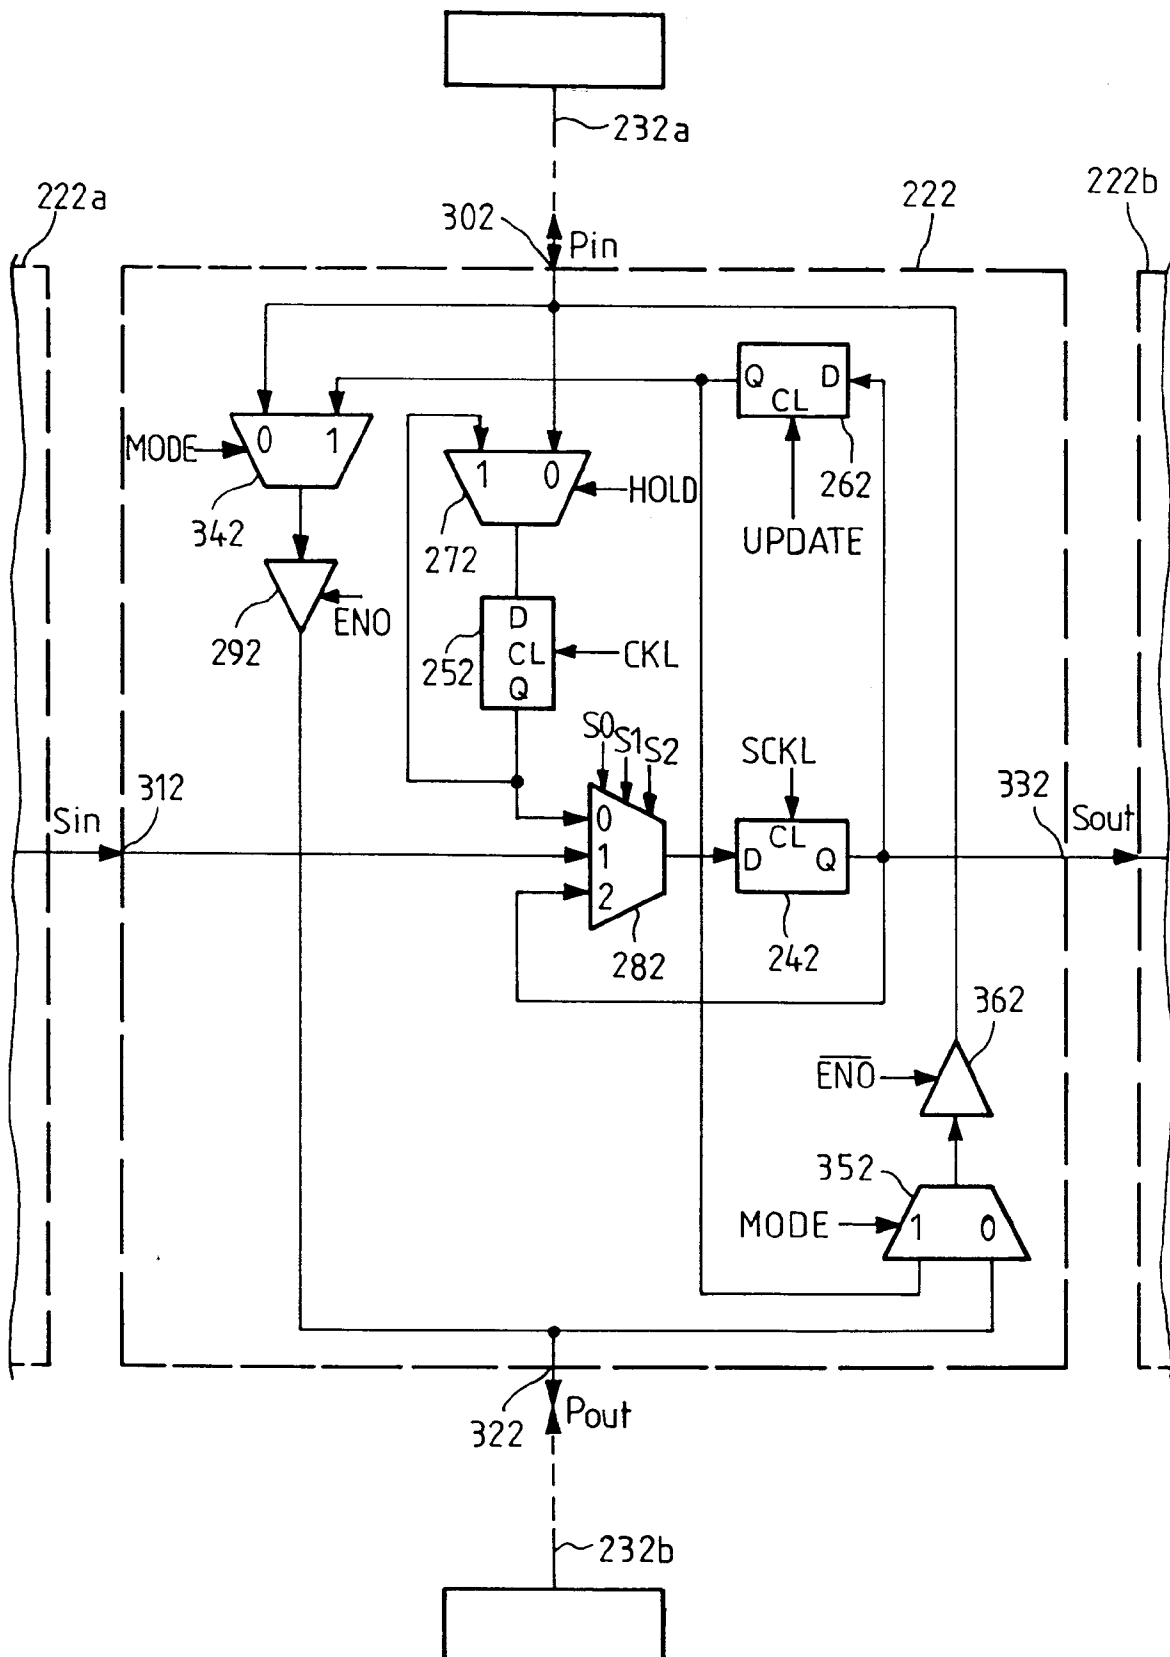 232a
222a
302
Pin
222
222b
MODE
0 1
342
1 0
HOLD
272
Q D
CL
262
UPDATE
292
ENO
D
CL
Q
252
CKL
S0
S1
S2
SCKL
312
Sin
0
1
2
282
CL
D Q
242
332
Sout
362
E̅N̅O̅
352
MODE
1 0
322
Pout
232b